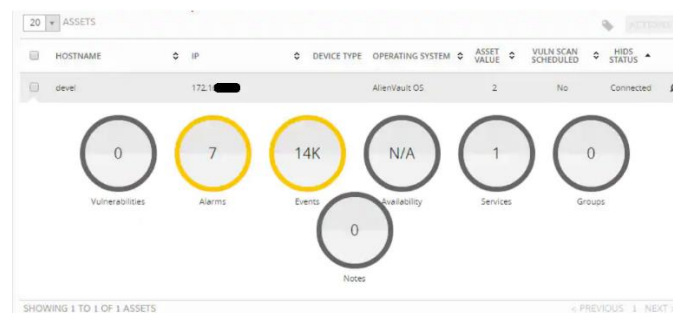 20 ASSETS
ACTIONS
HOSTNAME IP DEVICE TYPE OPERATING SYSTEM ASSET VALUE VULN SCAN SCHEDULED HIDS STATUS
devel 172.1 AlienVault OS 2 No Connected
0 7 14K N/A 1 0
Vulnerabilities Alarms Events Availability Services Groups
0
Notes
SHOWING 1 TO 1 OF 1 ASSETS < PREVIOUS 1 NEXT